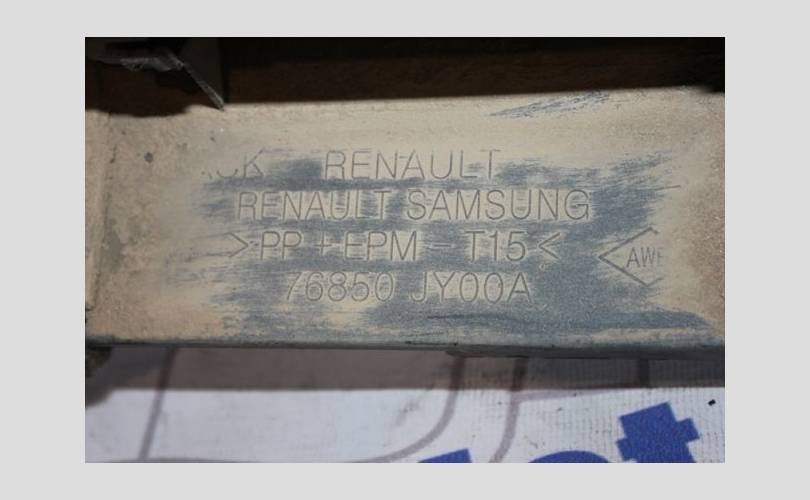 RENAULT
RENAULT SAMSUNG
>PP+EPM-T15<
76850 JY00A